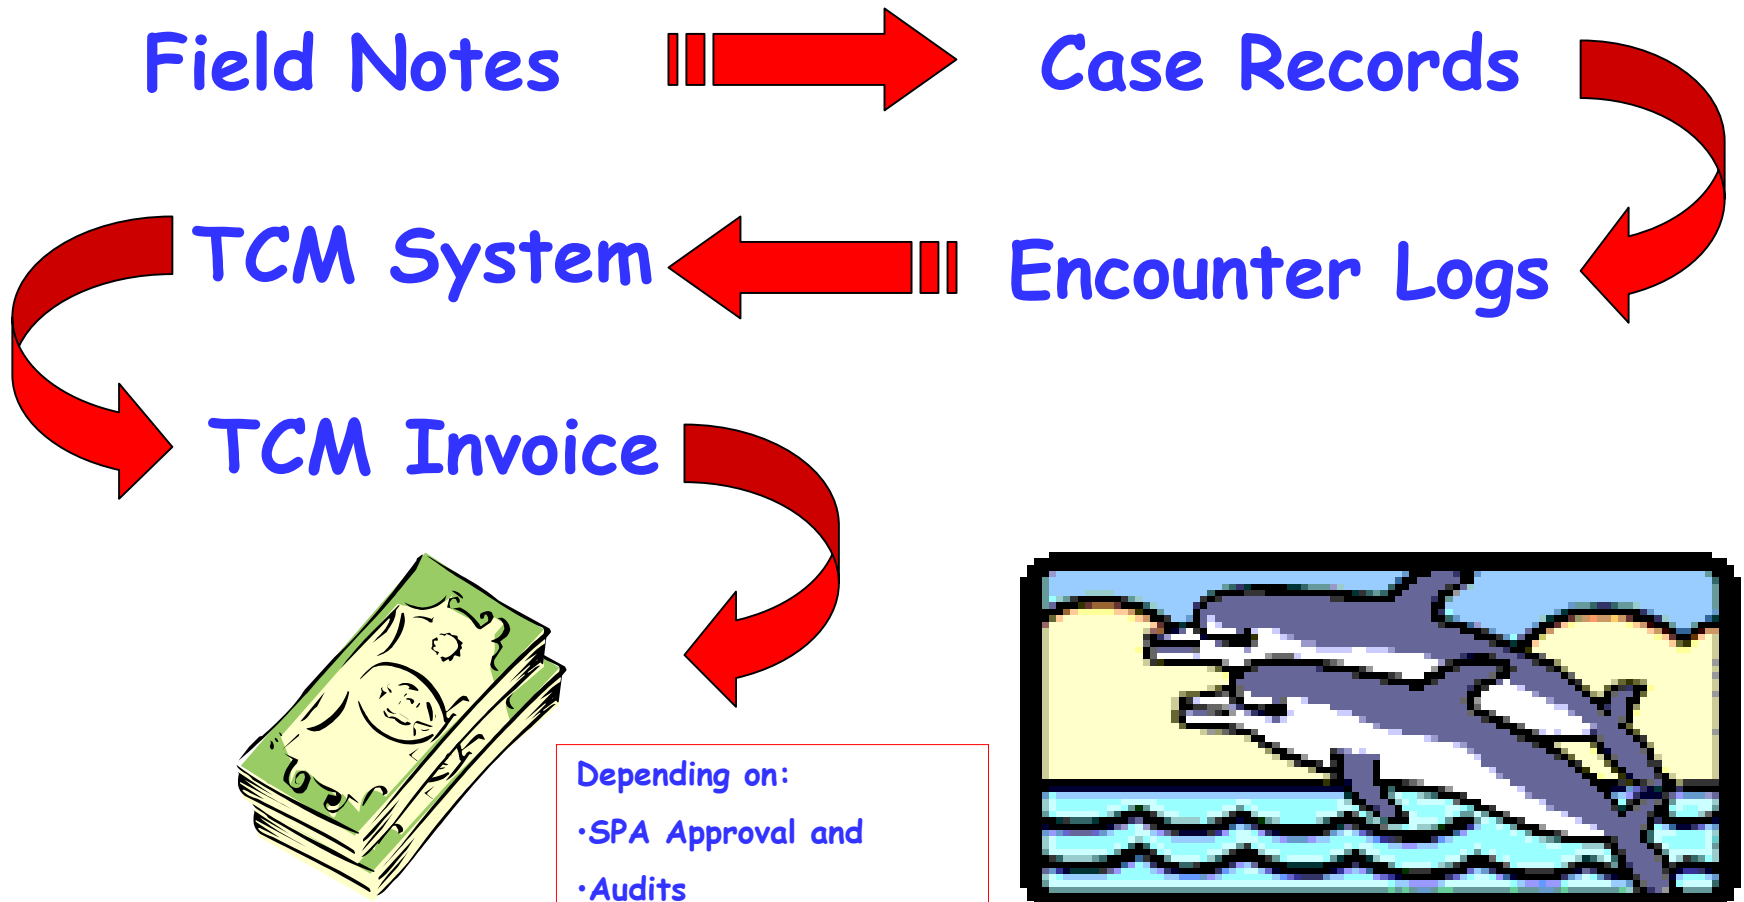 Field Notes
Case Records
TCM System
Encounter Logs
TCM Invoice
Depending on:
•SPA Approval and
•Audits